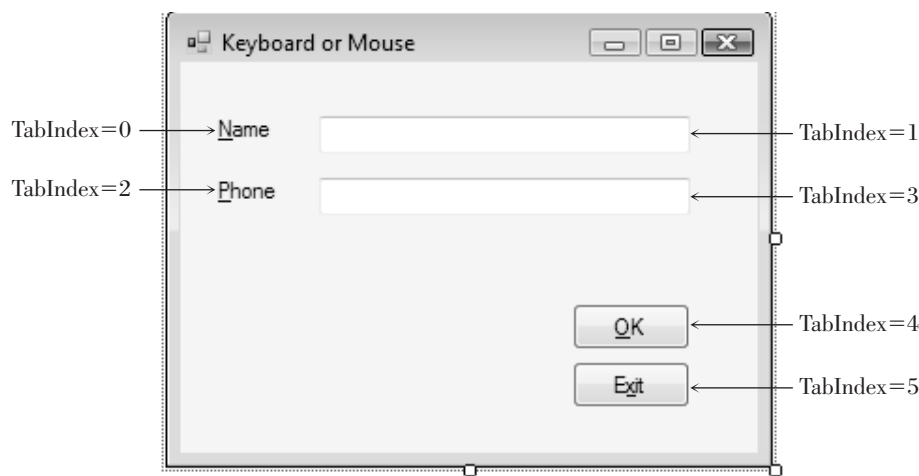 Keyboard or Mouse
TabIndex=0 Name TabIndex=1
TabIndex=2 Phone TabIndex=3
OK TabIndex=4
Exit TabIndex=5